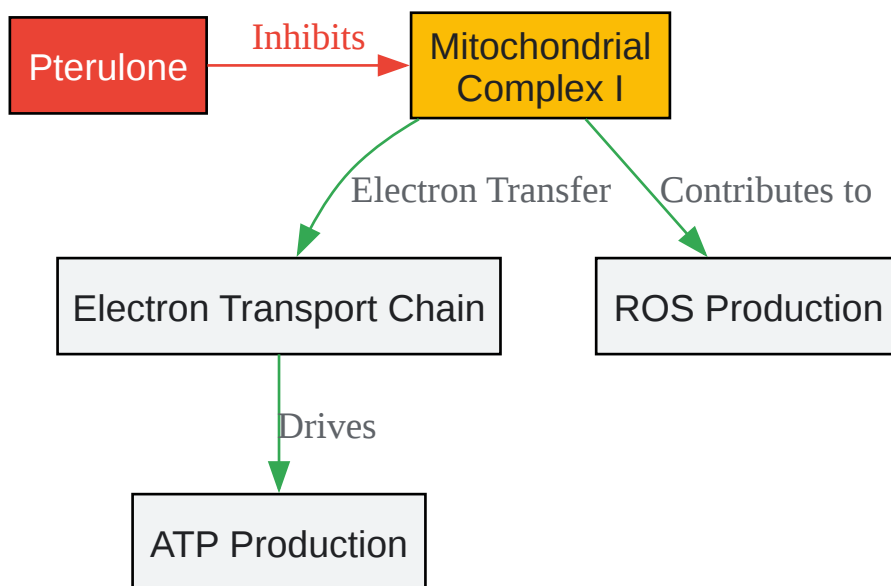 Pterulone
Inhibits
Mitochondrial
Complex I
Electron Transfer
Contributes to
Electron Transport Chain
ROS Production
Drives
ATP Production